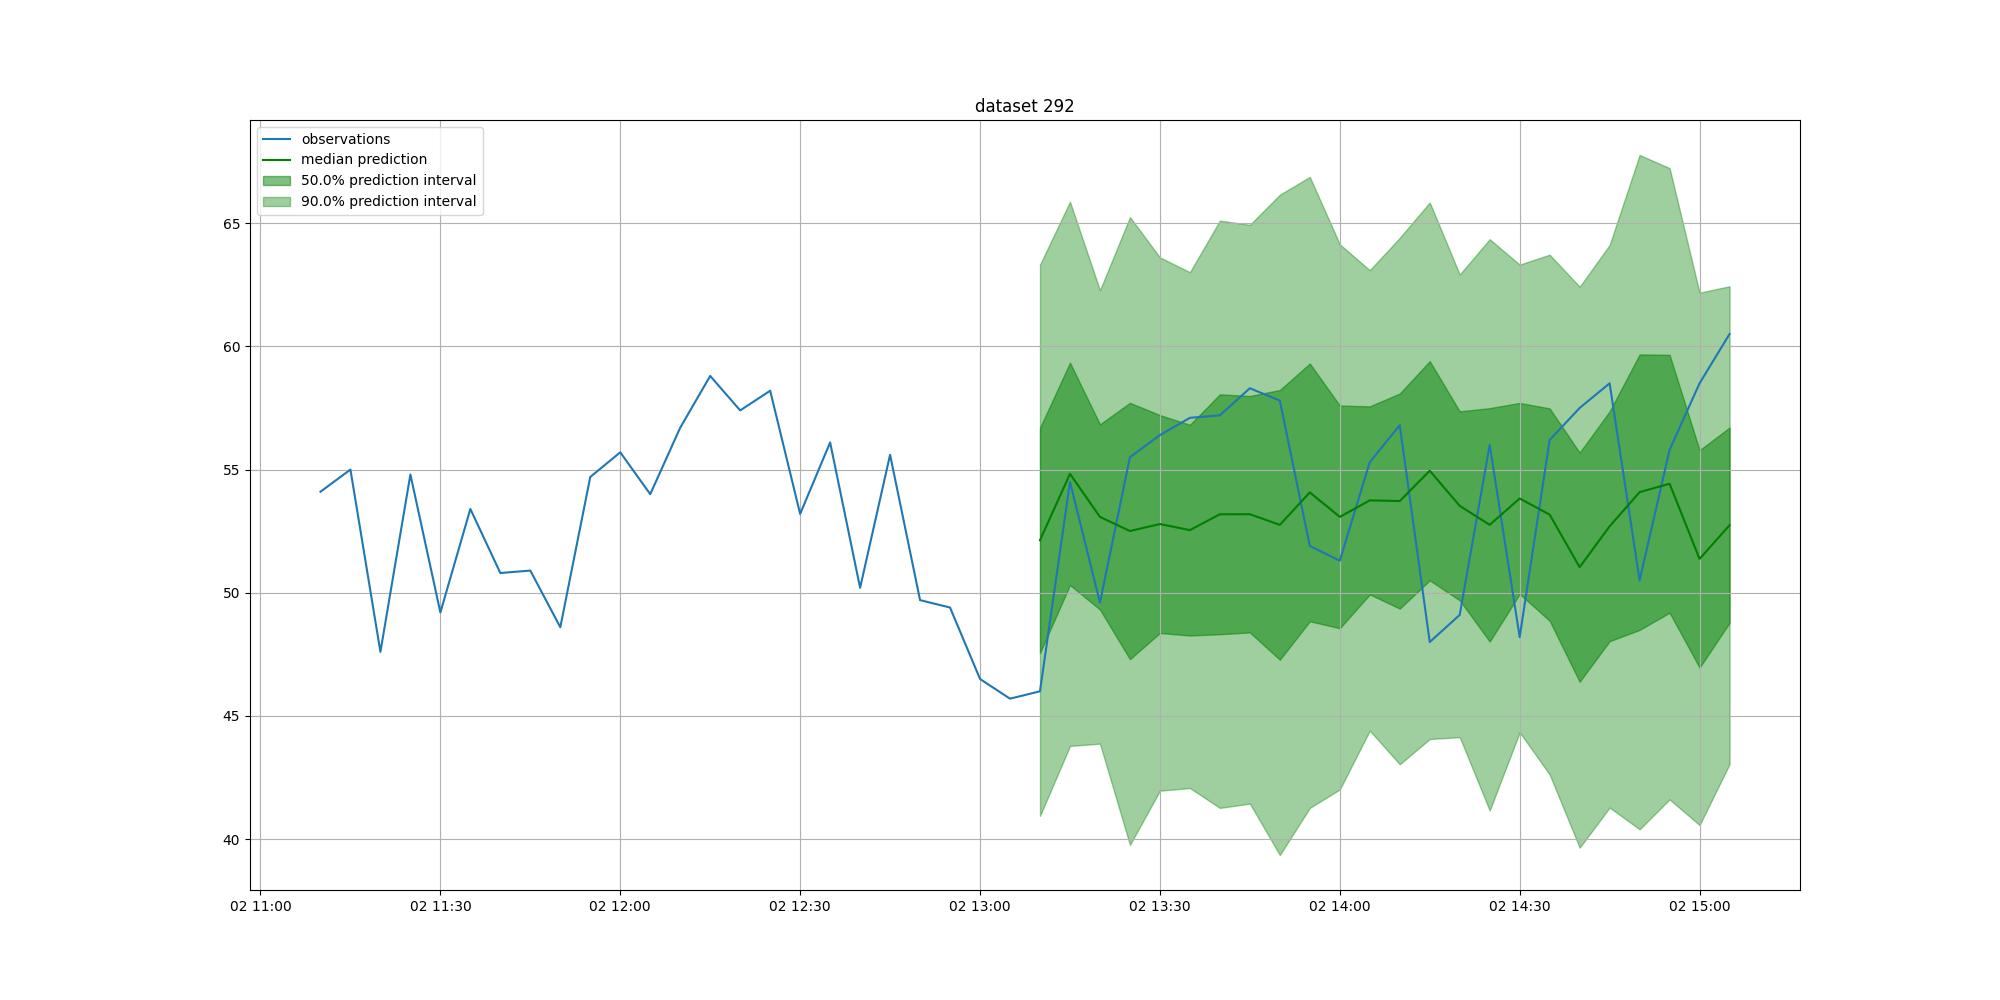 dataset 292
observations
median prediction
50.0% prediction interval
90.0% prediction interval
65
60
55
50
45
40
02 11:00 02 11:30 02 12:00 02 12:30 02 13:00 02 13:30 02 14:00 02 14:30 02 15:00